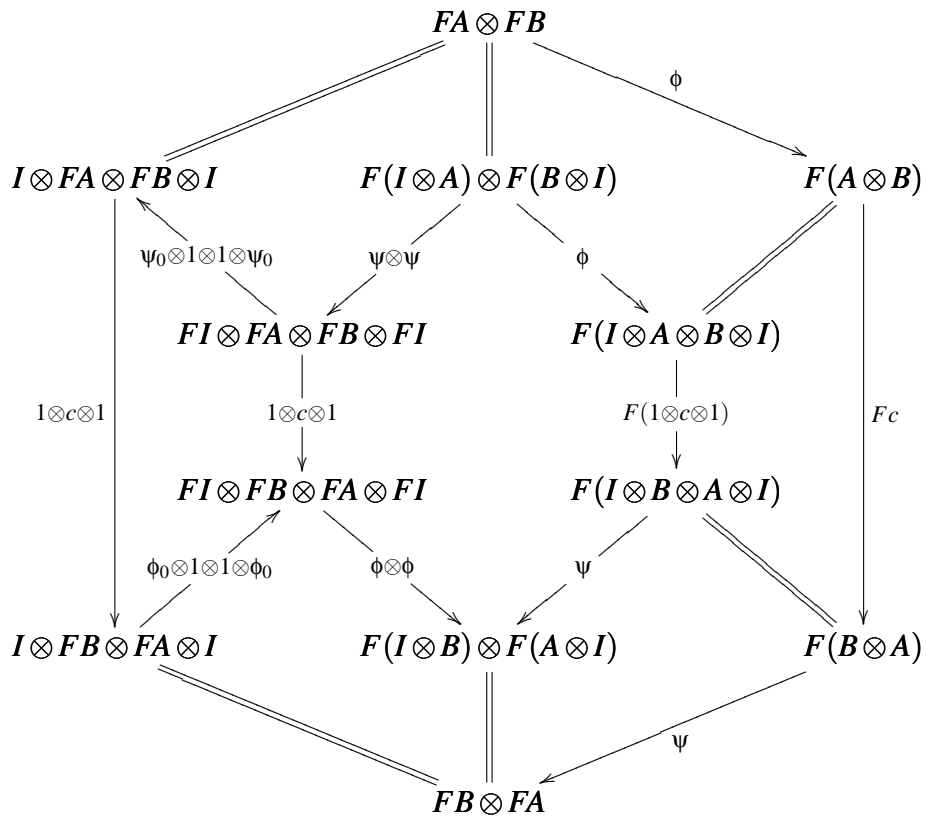 FA ⊗ FB
ϕ
I ⊗ FA ⊗ FB ⊗ I F(I ⊗ A) ⊗ F(B ⊗ I) F(A ⊗ B)
ψ₀⊗1⊗1⊗ψ₀ ψ⊗ψ ϕ
FI ⊗ FA ⊗ FB ⊗ FI F(I ⊗ A ⊗ B ⊗ I)
1⊗c⊗1 1⊗c⊗1 F(1⊗c⊗1) Fc
FI ⊗ FB ⊗ FA ⊗ FI F(I ⊗ B ⊗ A ⊗ I)
ϕ₀⊗1⊗1⊗ϕ₀ ϕ⊗ϕ ψ
I ⊗ FB ⊗ FA ⊗ I F(I ⊗ B) ⊗ F(A ⊗ I) F(B ⊗ A)
ψ
FB ⊗ FA